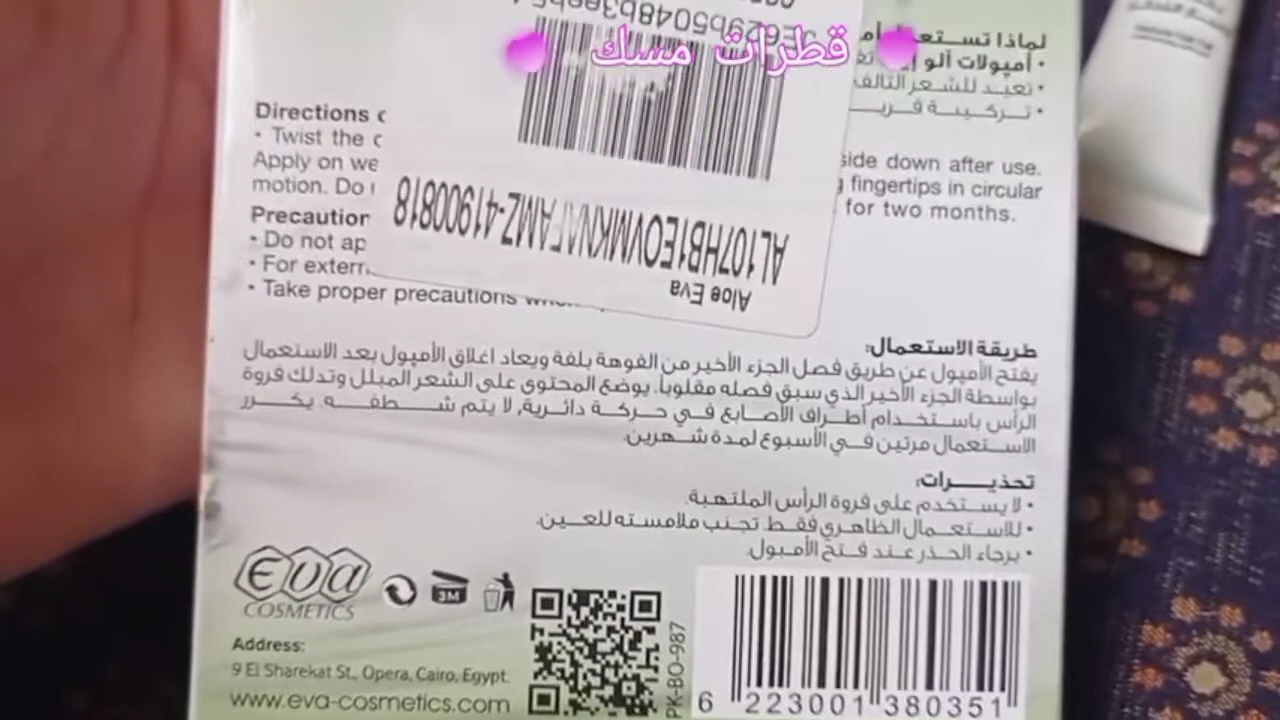 قطرات مسك
لماذا تستعـ
• أمبولات ألو
• تعيد للشعر التالف
• تركيبة
AL107HB1EOVMKNAFAMZ-41900818
Aloe Eva
Directions
• Twist the
side down after use.
Apply on we
fingertips in circular
motion. Do
for two months.
Precaution
• Do not ap
• For extern
• Take proper precautions
طريقة الاستعمال:
يفتح الأمبول عن طريق فصل الجزء الأخير من الفوهة بلفة ويعاد اغلاق الأمبول بعد الاستعمال
بواسطة الجزء الأخير الذي سبق فصله مقلوبا. يوضع المحتوى على الشعر المبلل وتدلك فروة
الرأس باستخدام أطراف الأصابع في حركة دائرية, لا يتم شطفه. يكرر
الاستعمال مرتين في الأسبوع لمدة شهرين.
تحذيرات:
• لا يستخدم على فروة الرأس الملتهبة.
• للاستعمال الظاهري فقط تجنب ملامسته للعين.
• برجاء الحذر عند فتح الأمبول.
eva
COSMETICS
3M
Address:
9 El Sharekat St., Opera, Cairo, Egypt.
www.eva-cosmetics.com
PK-BO-987
6 223001 380351